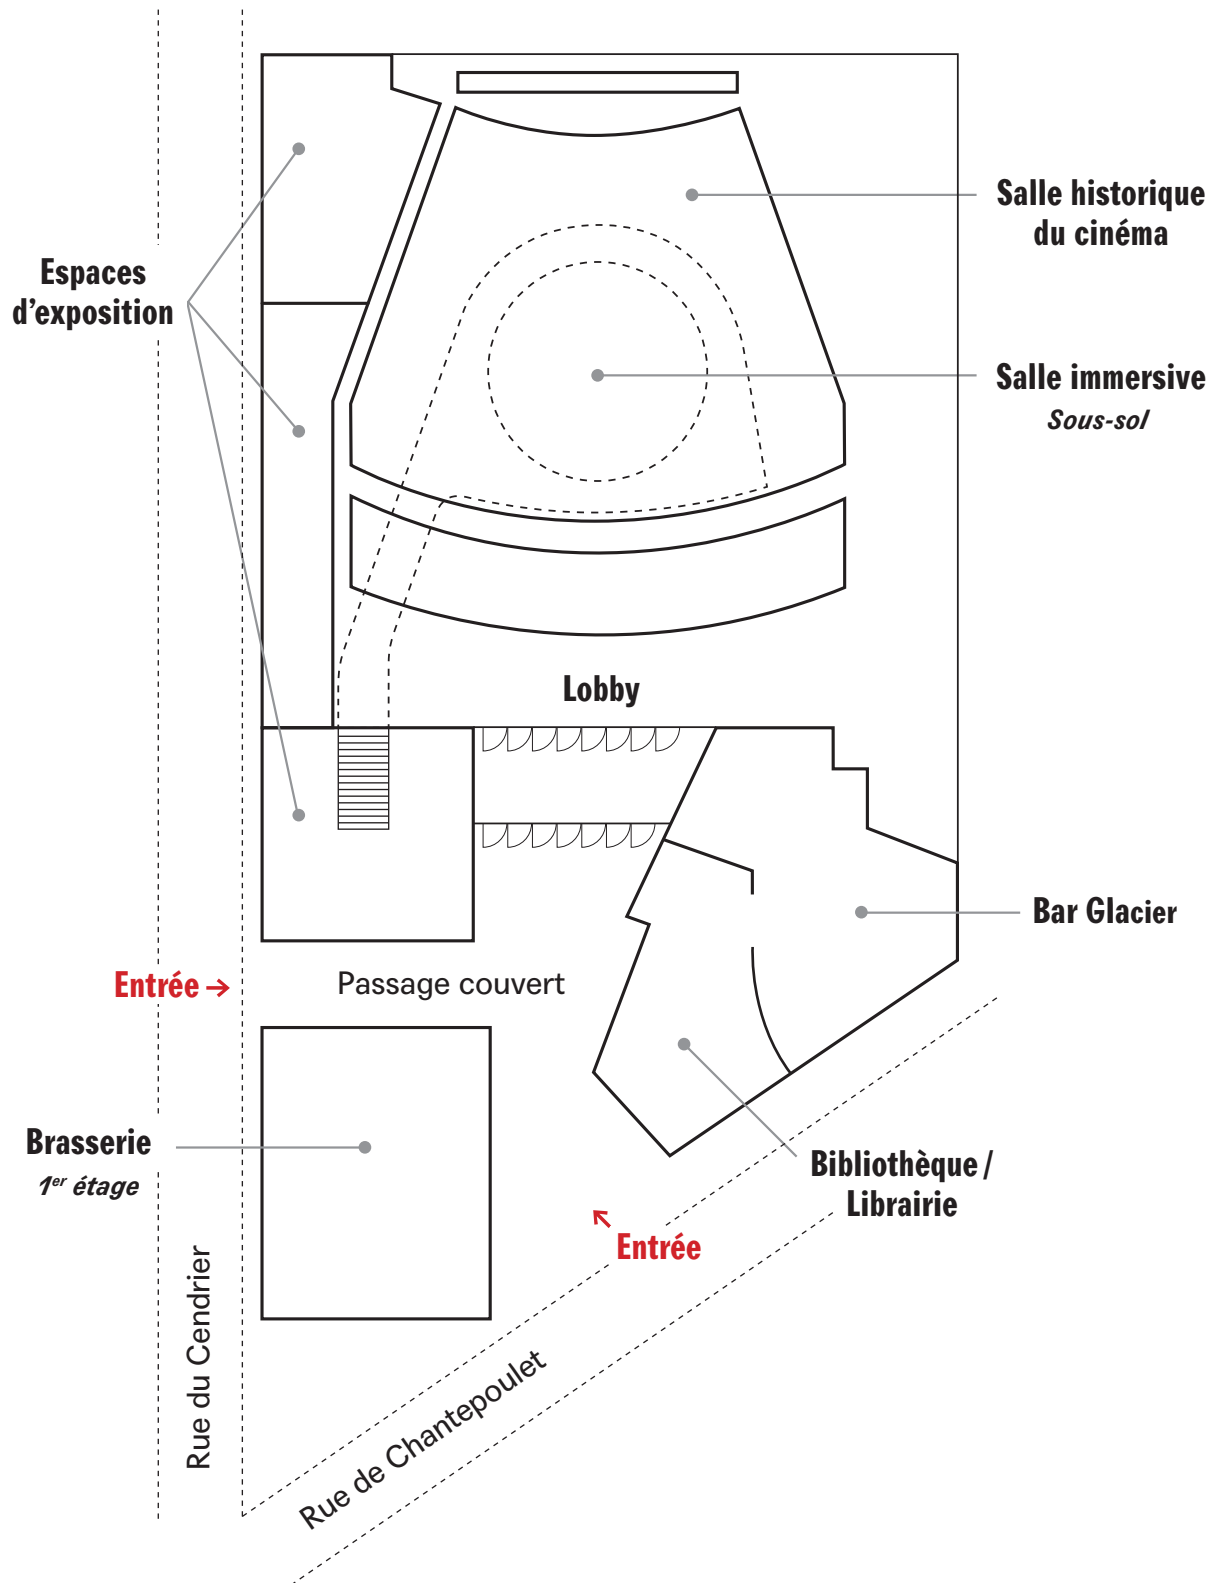 Salle historique
du cinéma
Espaces
d'exposition
Salle immersive
Sous-sol
Lobby
Bar Glacier
Entrée →
Passage couvert
Brasserie
1er étage
Bibliothèque /
Librairie
Entrée
Rue du Cendrier
Rue de Chantepoulet